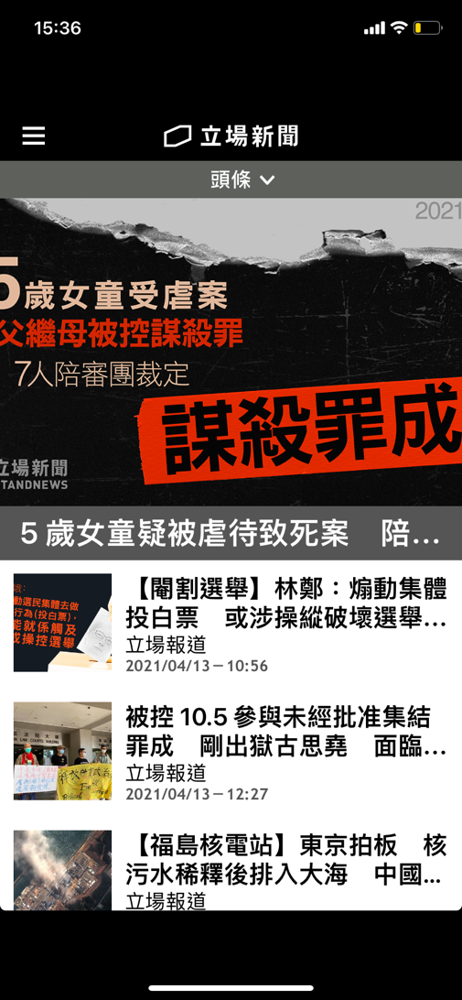 15:36
立場新聞
頭條
2021
5歲女童受虐案
父繼母被控謀殺罪
7人陪審團裁定
謀殺罪成
立場新聞
STANDNEWS
5 歲女童疑被虐待致死案 陪…
【閹割選舉】林鄭：煽動集體
投白票 或涉操縱破壞選舉…
立場報道
2021/04/13－10:56
動選民集體去做
行為(投白票),
能就係觸及
成操控選舉
被控 10.5 參與未經批准集結
罪成 剛出獄古思堯 面臨…
立場報道
2021/04/13－12:27
【福島核電站】東京拍板 核
污水稀釋後排入大海 中國...
立場報道